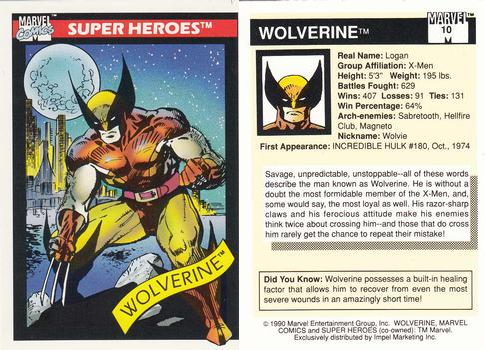 MARVEL
COMICS
SUPER HEROES™
WOLVERINE™
WOLVERINE™
MARVEL
10
Real Name: Logan
Group Affiliation: X-Men
Height: 5'3" Weight: 195 lbs.
Battles Fought: 629
Wins: 407 Losses: 91 Ties: 131
Win Percentage: 64%
Arch-enemies: Sabretooth, Hellfire
Club, Magneto
Nickname: Wolvie
First Appearance: INCREDIBLE HULK #180, Oct., 1974
Savage, unpredictable, unstoppable--all of these words
describe the man known as Wolverine. He is without a
doubt the most formidable member of the X-Men, and,
some would say, the most loyal as well. His razor-sharp
claws and his ferocious attitude make his enemies
think twice about crossing him--and those that do cross
him rarely get the chance to repeat their mistake!
Did You Know: Wolverine possesses a built-in healing
factor that allows him to recover from even the most
severe wounds in an amazingly short time!
© 1990 Marvel Entertainment Group, Inc. WOLVERINE, MARVEL
COMICS and SUPER HEROES (co-owned): TM Marvel.
Exclusively distributed by Impel Marketing Inc.